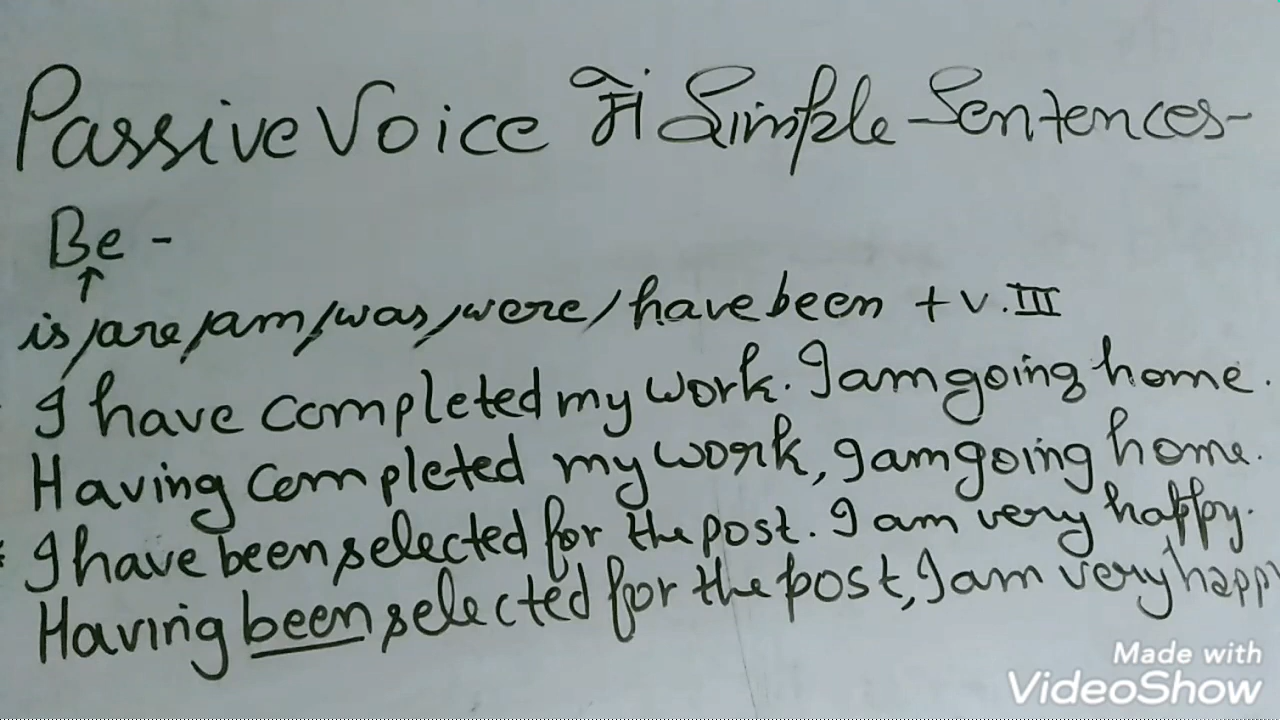 Passive Voice में Simple Sentences-
Be -
↑
is/are/am/was/were/have been + v.III
I have completed my work. I am going home.
Having completed my work, I am going home.
I have been selected for the post. I am very happy.
Having been selected for the post, I am very happy
Made with
VideoShow